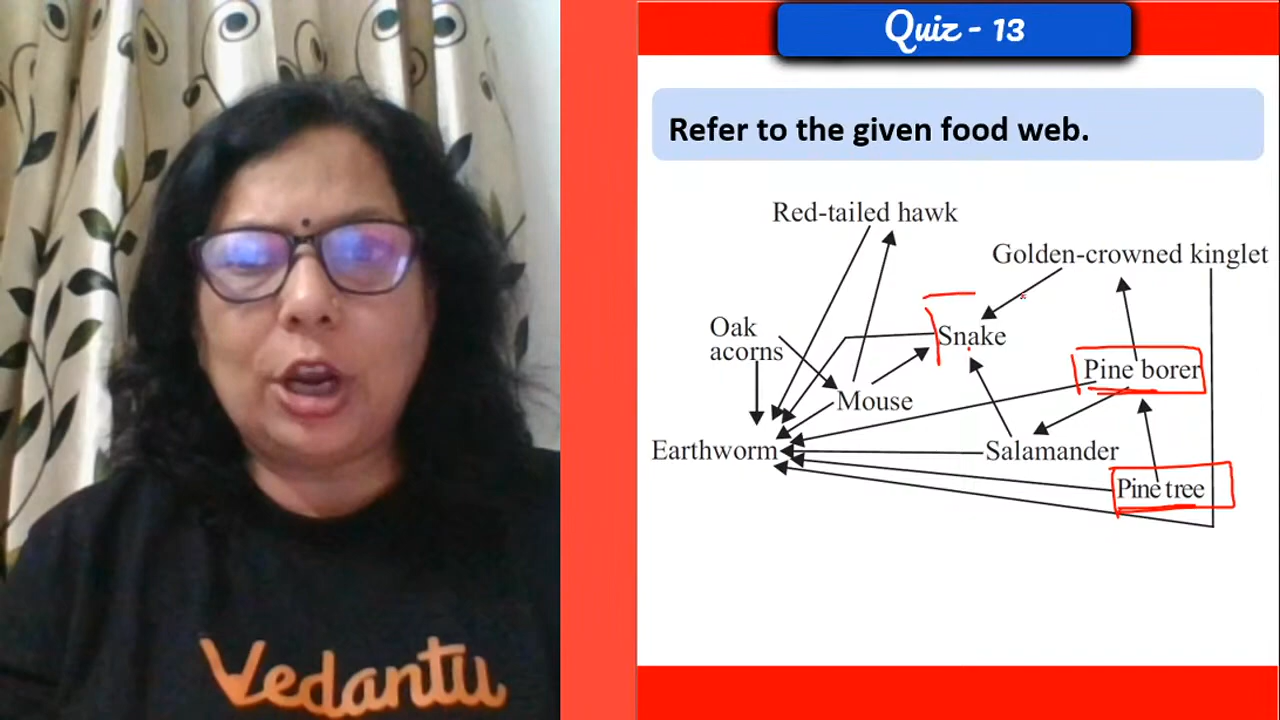 Quiz - 13
Refer to the given food web.
Red-tailed hawk
Golden-crowned kinglet
Oak
acorns
Snake
Pine borer
Mouse
Earthworm
Salamander
Pine tree
Vedantu